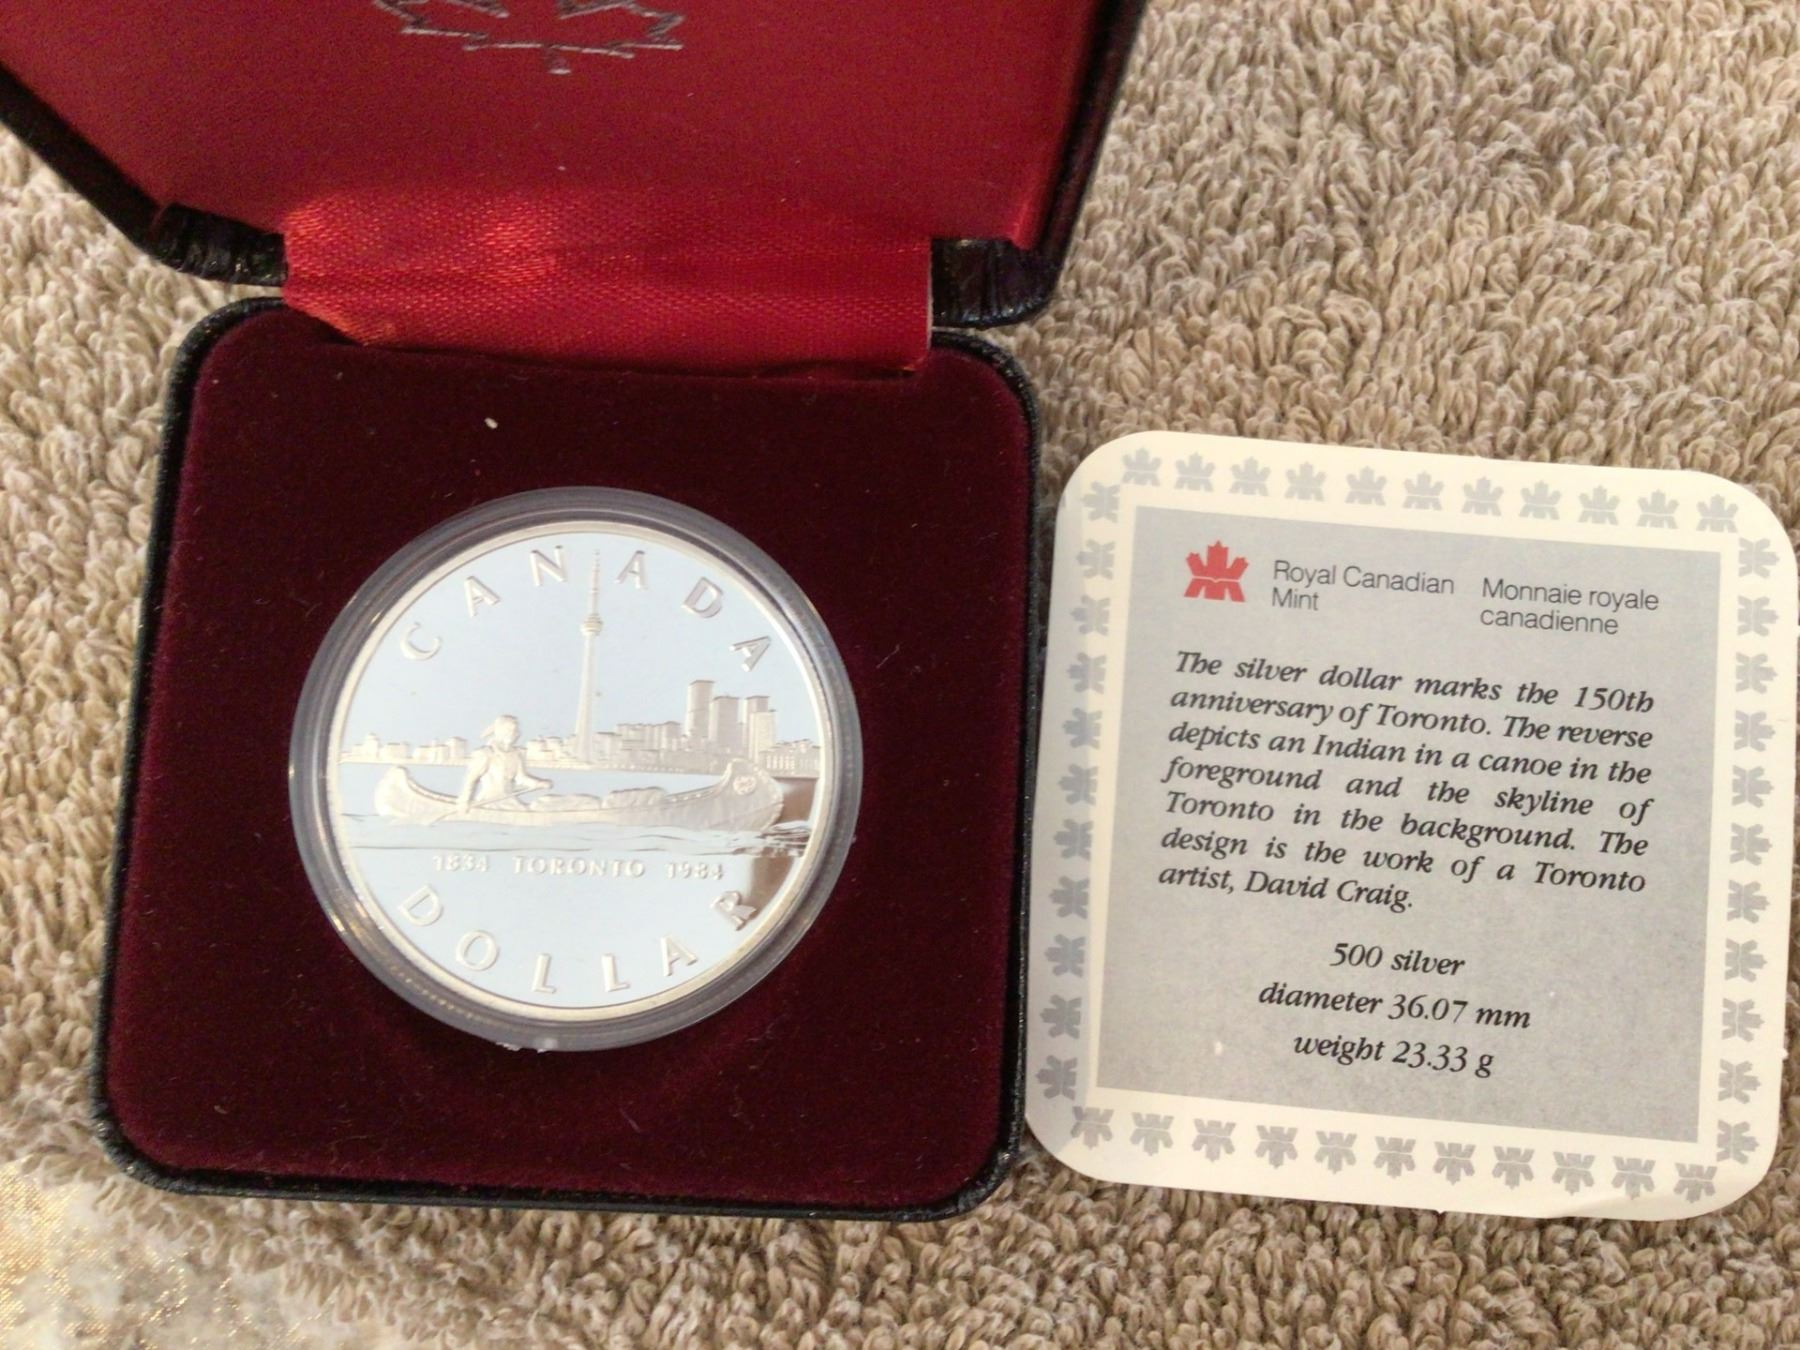 CANADA
1834 TORONTO 1984
DOLLAR
Royal Canadian Mint
Monnaie royale canadienne
The silver dollar marks the 150th
anniversary of Toronto. The reverse
depicts an Indian in a canoe in the
foreground and the skyline of
Toronto in the background. The
design is the work of a Toronto
artist, David Craig.
500 silver
diameter 36.07 mm
weight 23.33 g